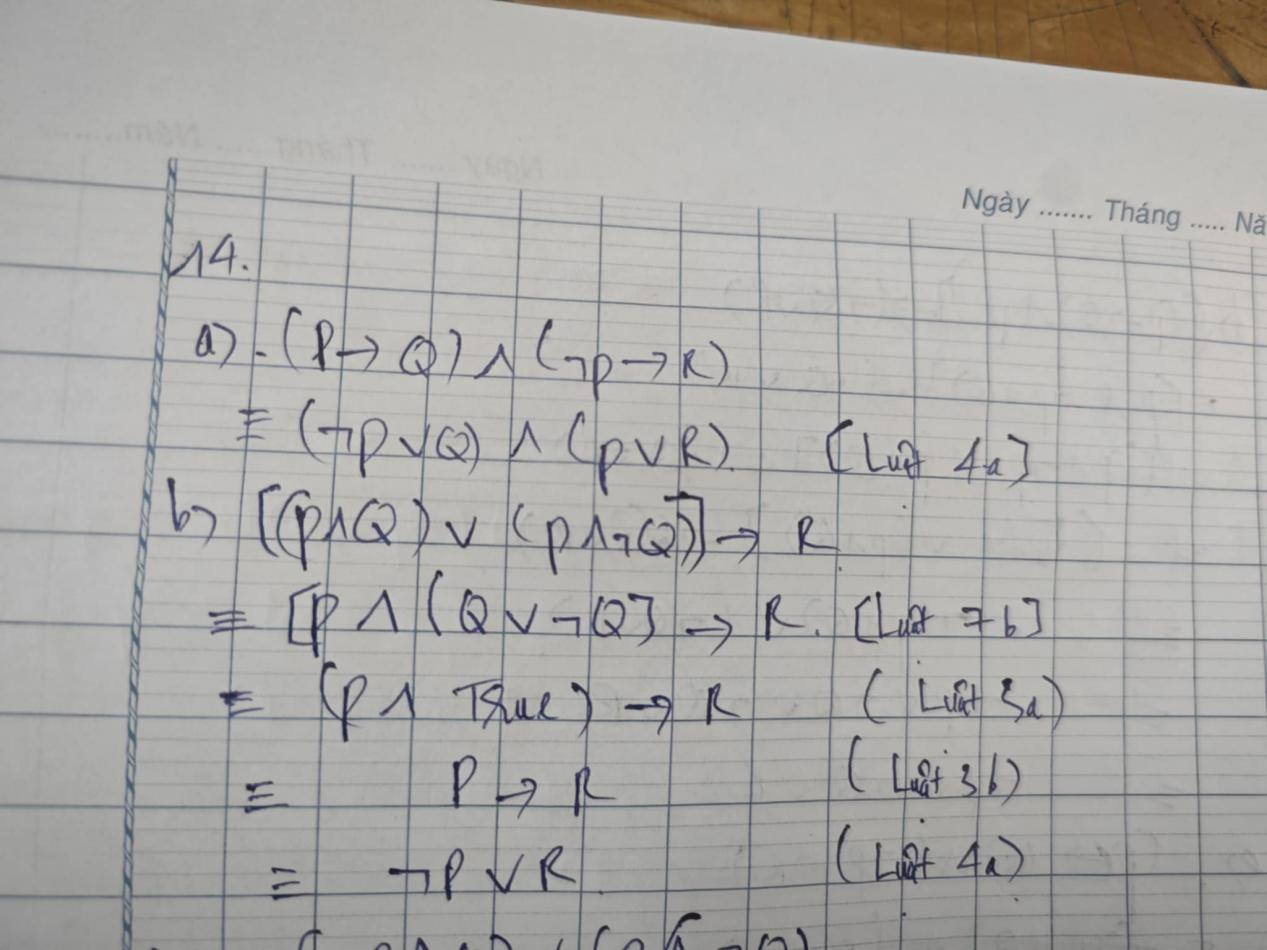 Ngày ....... Tháng ..... Nă
14.
a) - (P → Q) ∧ (¬p → R)
≡ (¬p ∨ Q) ∧ (p ∨ R). [Luật 4a]
b) [(p ∧ Q) ∨ (p ∧ ¬Q)] → R
≡ [p ∧ (Q ∨ ¬Q] → R. [Luật 7b]
≡ (p ∧ True) → R (Luật 3a)
≡ P → R (Luật 3b)
≡ ¬P ∨ R (Luật 4a)